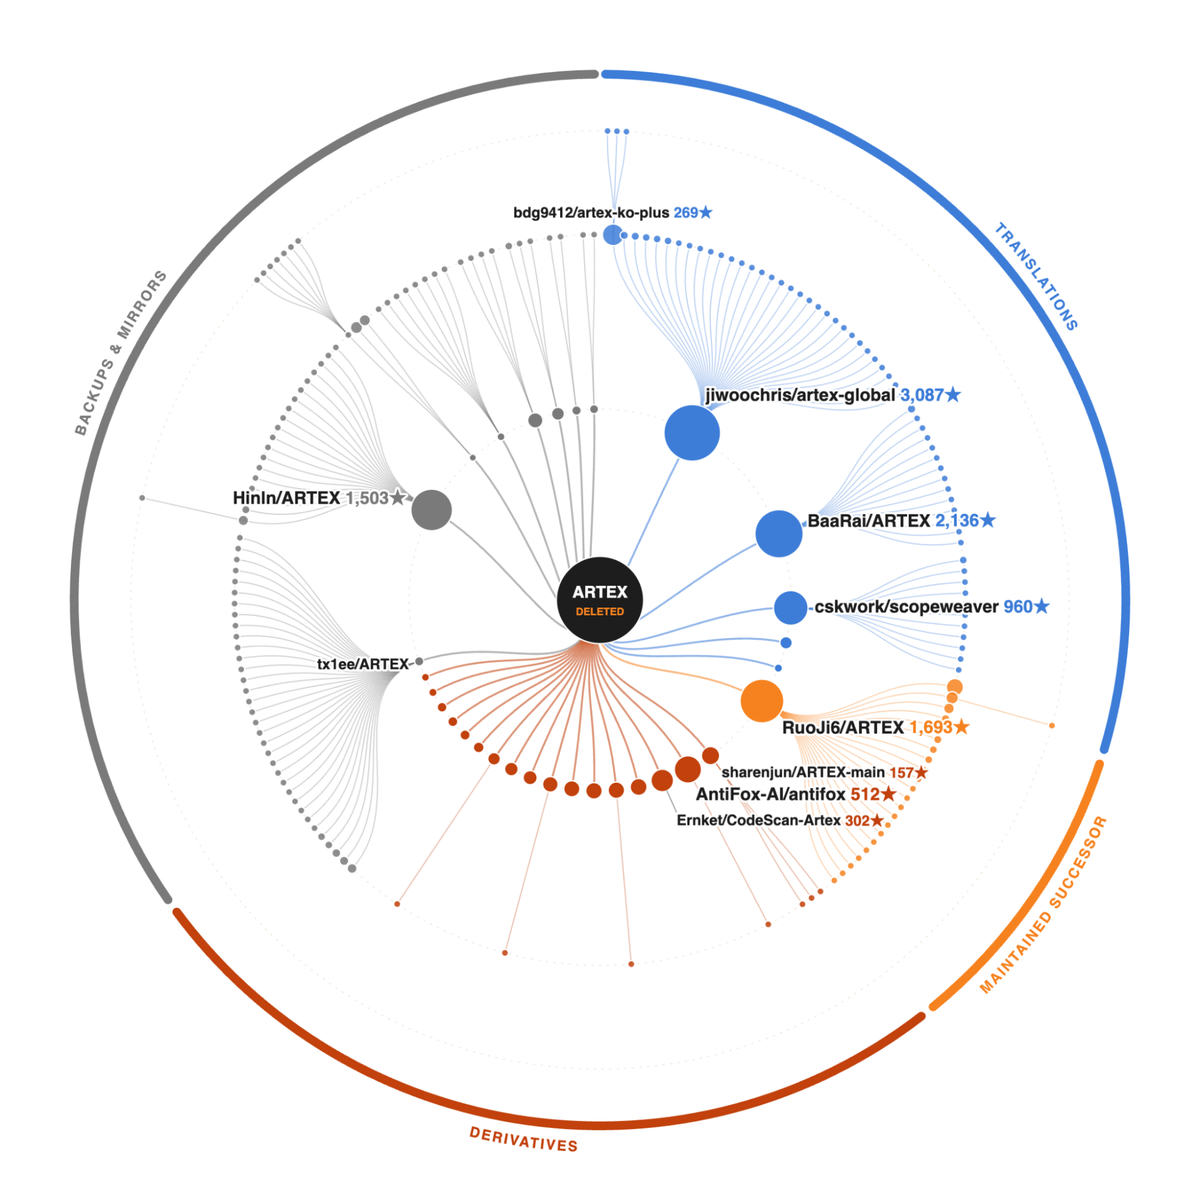 TRANSLATIONS
BACKUPS & MIRRORS
bdg9412/artex-ko-plus 269★
jiwoochris/artex-global 3,087★
HinIn/ARTEX 1,503★
BaaRai/ARTEX 2,136★
ARTEX
DELETED
cskwork/scopeweaver 960★
tx1ee/ARTEX
RuoJi6/ARTEX 1,693★
sharenjun/ARTEX-main 157★
AntiFox-AI/antifox 512★
Ernket/CodeScan-Artex 302★
MAINTAINED SUCCESSOR
DERIVATIVES